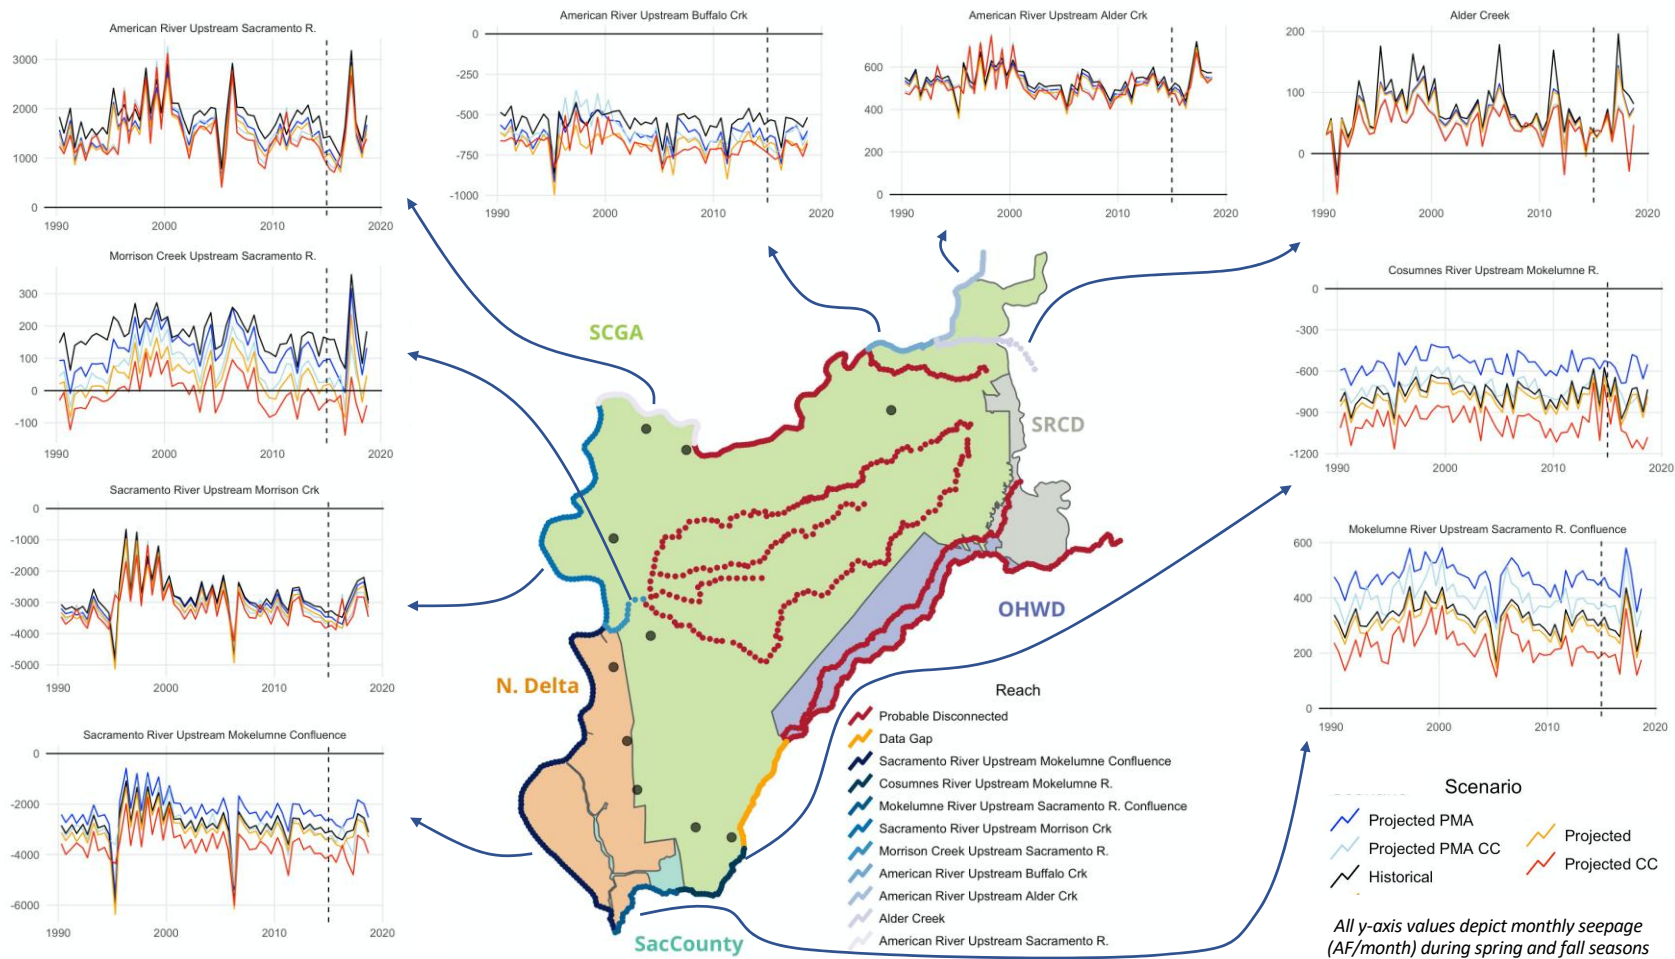 American River Upstream Sacramento R.
3000
2000
1000
0
1990
2000
2010
2020
American River Upstream Buffalo Crk
0
-250
-500
-750
-1000
1990
2000
2010
2020
American River Upstream Alder Crk
600
400
200
0
1990
2000
2010
2020
Alder Creek
200
100
0
1990
2000
2010
2020
Morrison Creek Upstream Sacramento R.
300
200
100
0
-100
1990
2000
2010
2020
Cosumnes River Upstream Mokelumne R.
0
-300
-600
-900
-1200
1990
2000
2010
2020
Sacramento River Upstream Morrison Crk
0
-1000
-2000
-3000
-4000
-5000
1990
2000
2010
2020
Mokelumne River Upstream Sacramento R. Confluence
600
400
200
0
1990
2000
2010
2020
Sacramento River Upstream Mokelumne Confluence
0
-2000
-4000
-6000
1990
2000
2010
2020
SCGA
SRCD
OHWD
N. Delta
SacCounty
Reach
Probable Disconnected
Data Gap
Sacramento River Upstream Mokelumne Confluence
Cosumnes River Upstream Mokelumne R.
Mokelumne River Upstream Sacramento R. Confluence
Sacramento River Upstream Morrison Crk
Morrison Creek Upstream Sacramento R.
American River Upstream Buffalo Crk
American River Upstream Alder Crk
Alder Creek
American River Upstream Sacramento R.
Scenario
Projected PMA
Projected PMA CC
Historical
Projected
Projected CC
All y-axis values depict monthly seepage
(AF/month) during spring and fall seasons